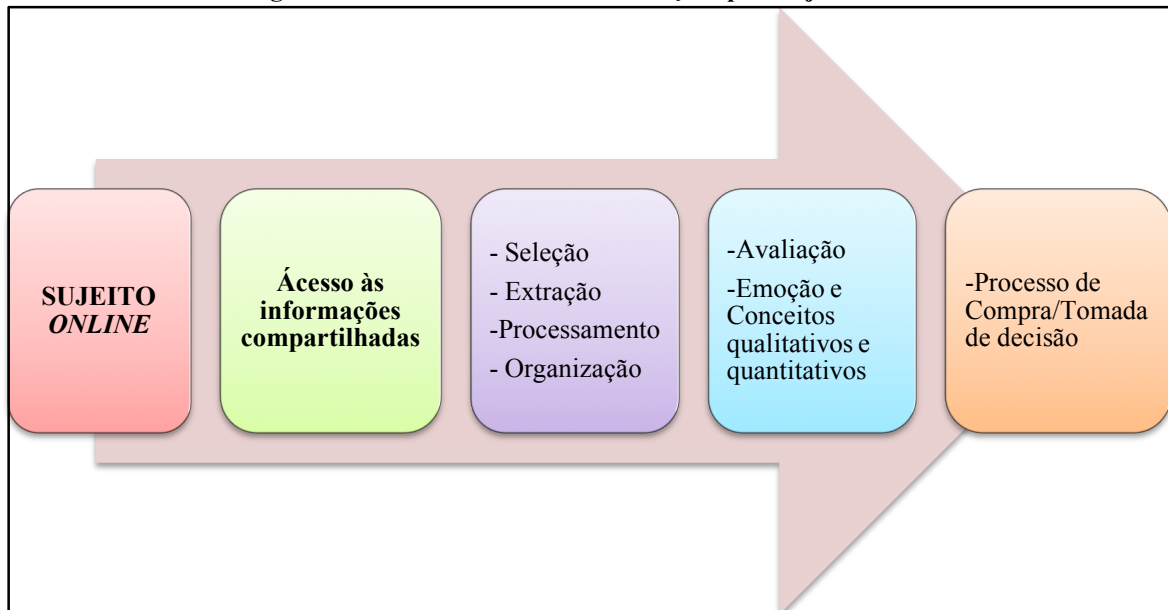 SUJEITO
ONLINE
Ácesso às
informações
compartilhadas
- Seleção
- Extração
-Processamento
- Organização
-Avaliação
-Emoção e
Conceitos
qualitativos e
quantitativos
-Processo de
Compra/Tomada
de decisão